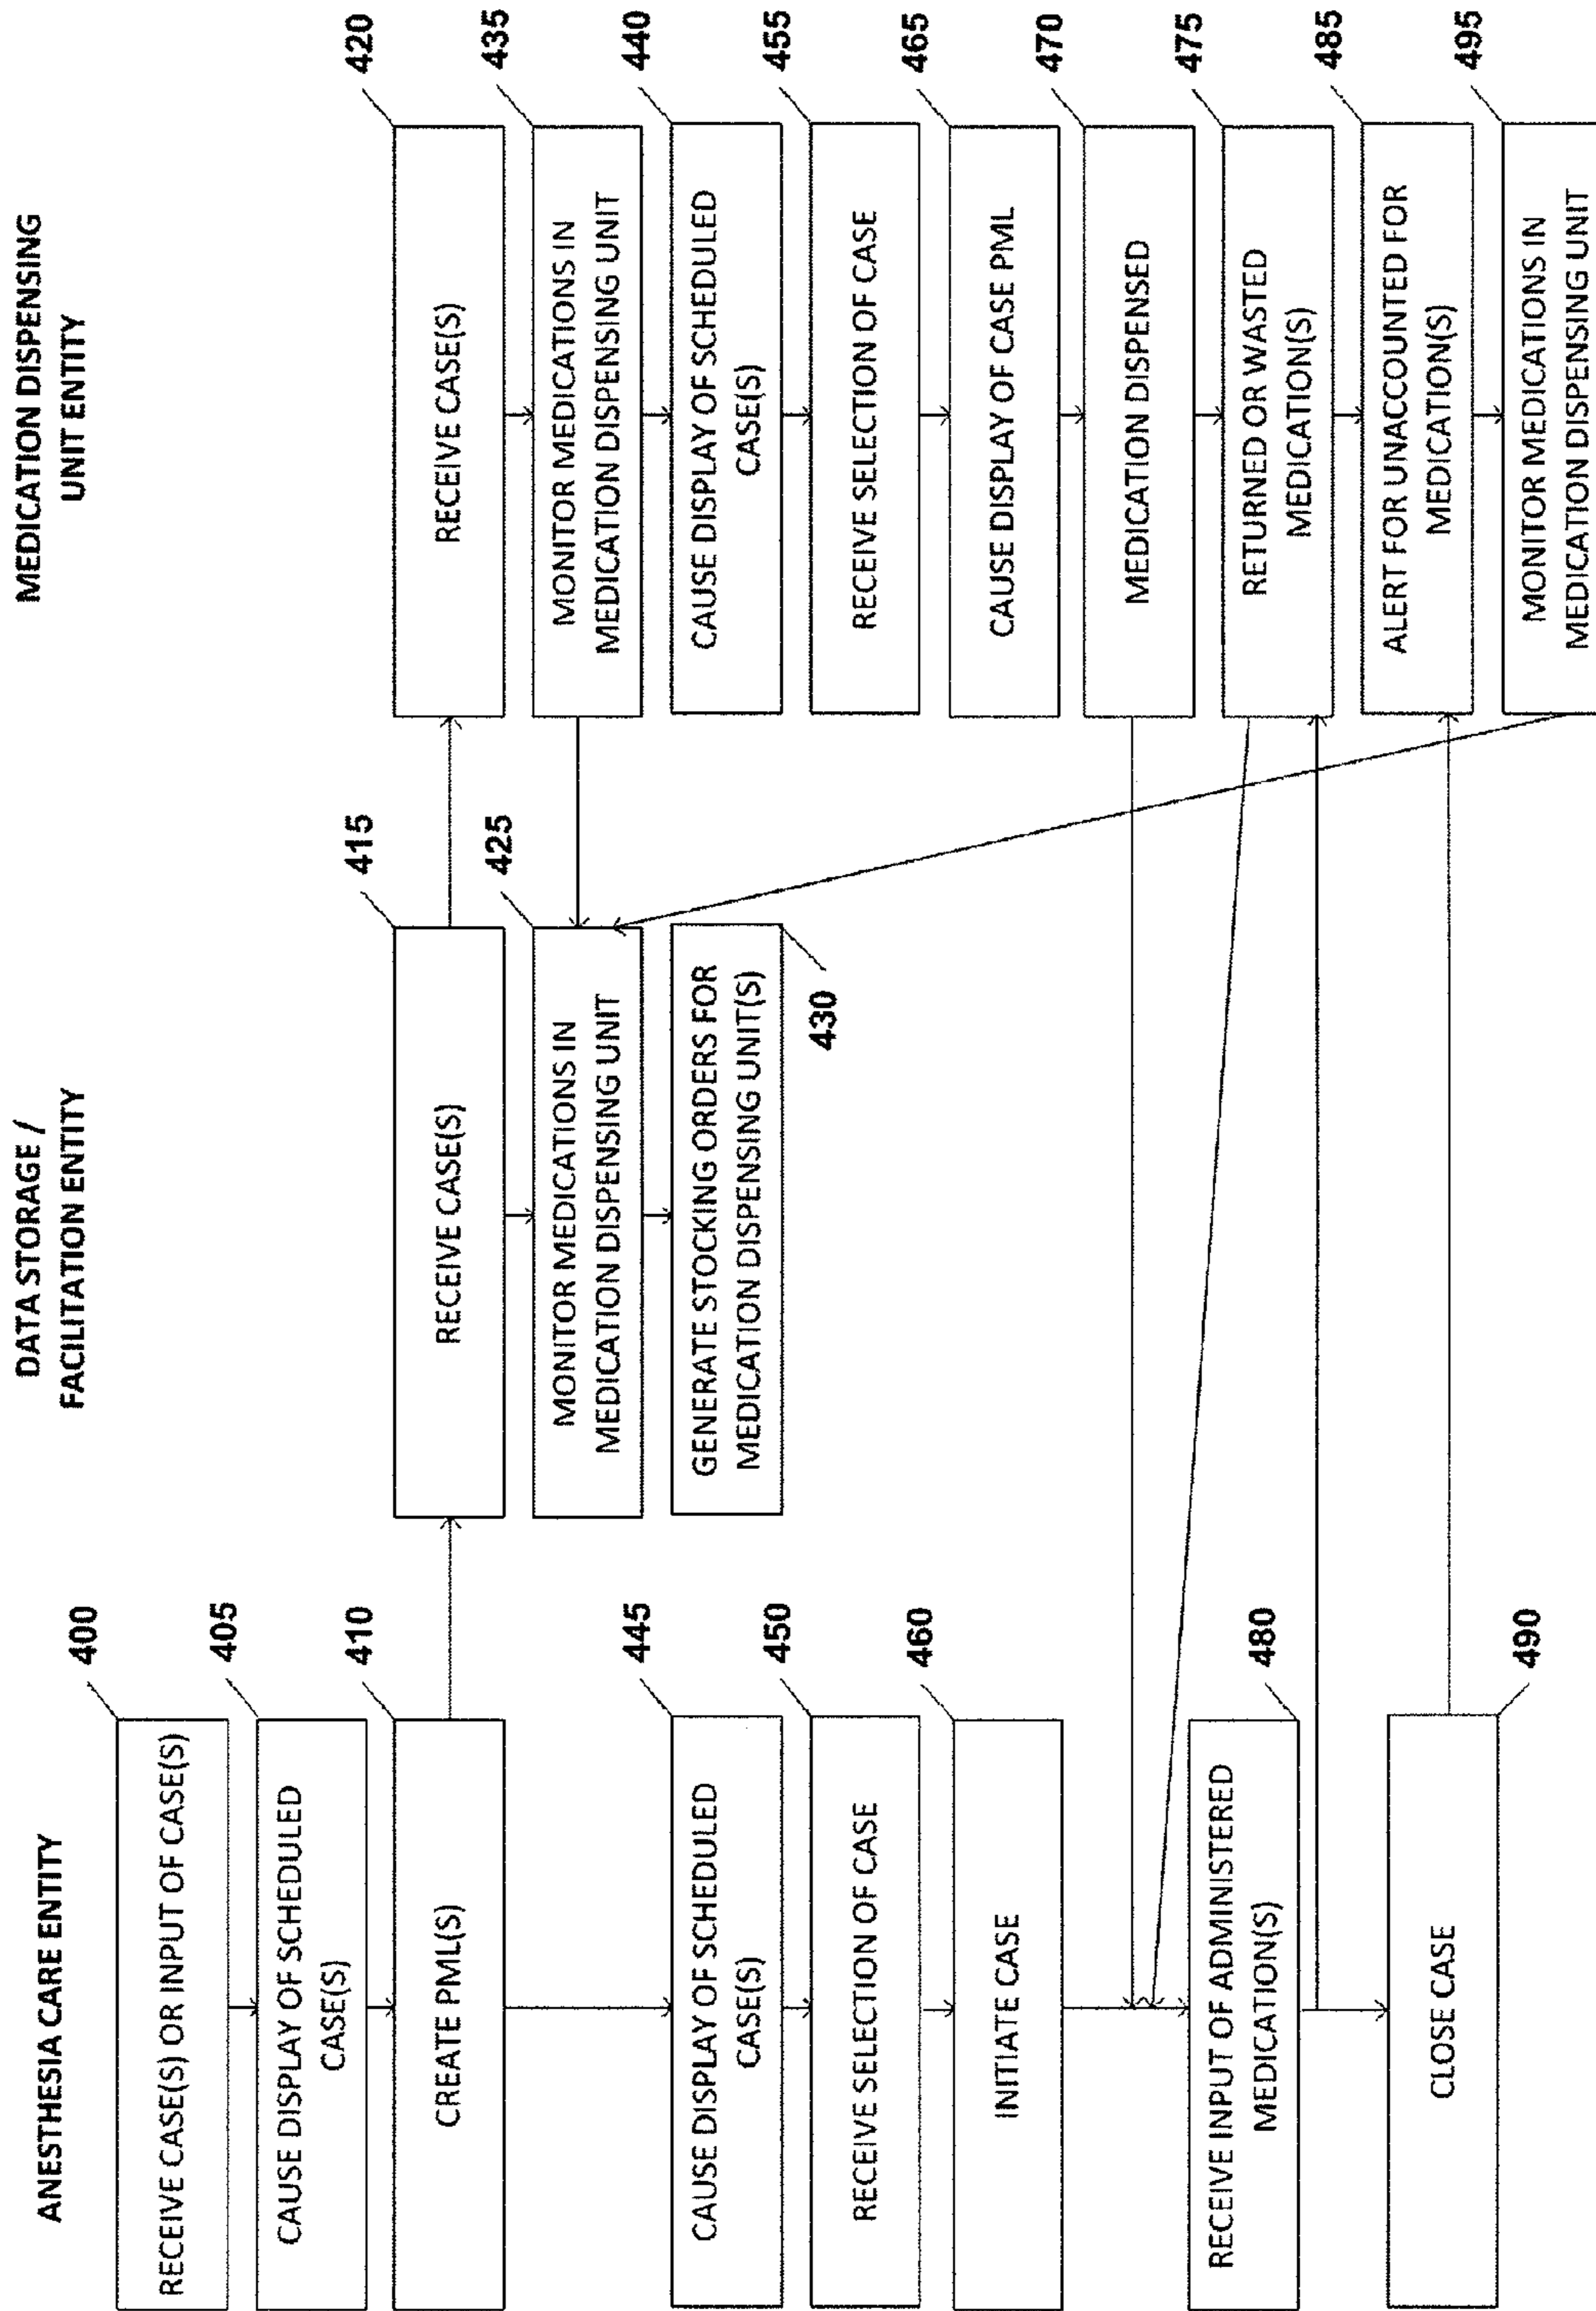 ANESTHESIA CARE ENTITY
400
RECEIVE CASE(S) OR INPUT OF CASE(S)
405
CAUSE DISPLAY OF SCHEDULED
CASE(S)
410
CREATE PML(S)
445
CAUSE DISPLAY OF SCHEDULED
CASE(S)
450
RECEIVE SELECTION OF CASE
460
INITIATE CASE
480
RECEIVE INPUT OF ADMINISTERED
MEDICATION(S)
CLOSE CASE
490
DATA STORAGE /
FACILITATION ENTITY
415
RECEIVE CASE(S)
425
MONITOR MEDICATIONS IN
MEDICATION DISPENSING UNIT
GENERATE STOCKING ORDERS FOR
MEDICATION DISPENSING UNIT(S)
430
MEDICATION DISPENSING
UNIT ENTITY
420
RECEIVE CASE(S)
435
MONITOR MEDICATIONS IN
MEDICATION DISPENSING UNIT
440
CAUSE DISPLAY OF SCHEDULED
CASE(S)
455
RECEIVE SELECTION OF CASE
465
CAUSE DISPLAY OF CASE PML
470
MEDICATION DISPENSED
475
RETURNED OR WASTED
MEDICATION(S)
485
ALERT FOR UNACCOUNTED FOR
MEDICATION(S)
495
MONITOR MEDICATIONS IN
MEDICATION DISPENSING UNIT